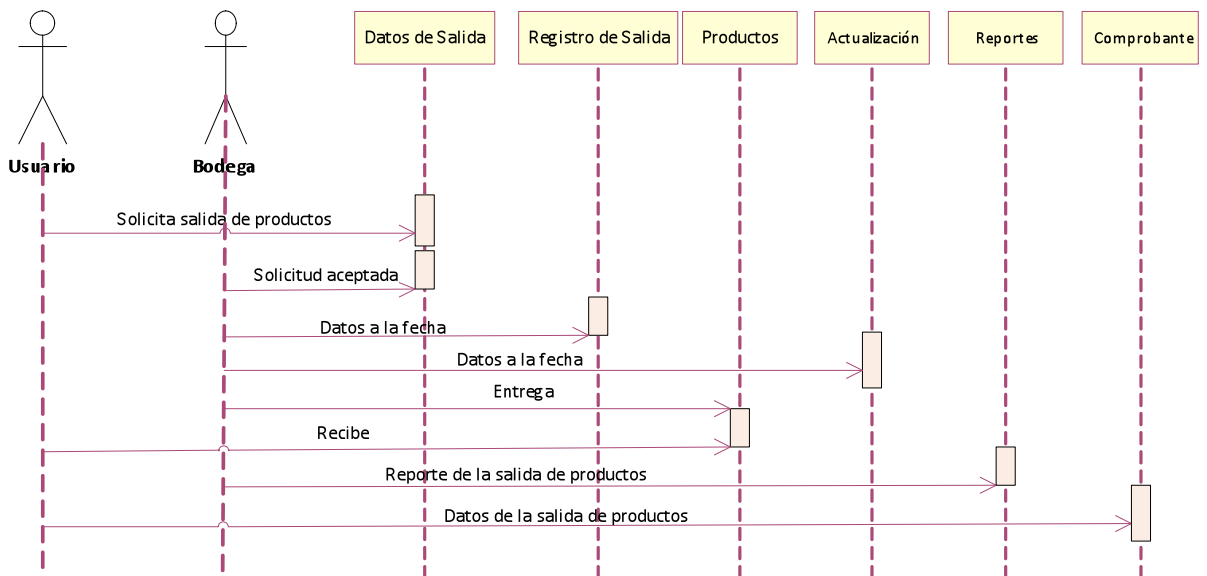 Datos de Salida
Registro de Salida
Productos
Actualización
Reportes
Comprobante
Usuario
Bodega
Solicita salida de productos
Solicitud aceptada
Datos a la fecha
Datos a la fecha
Entrega
Recibe
Reporte de la salida de productos
Datos de la salida de productos